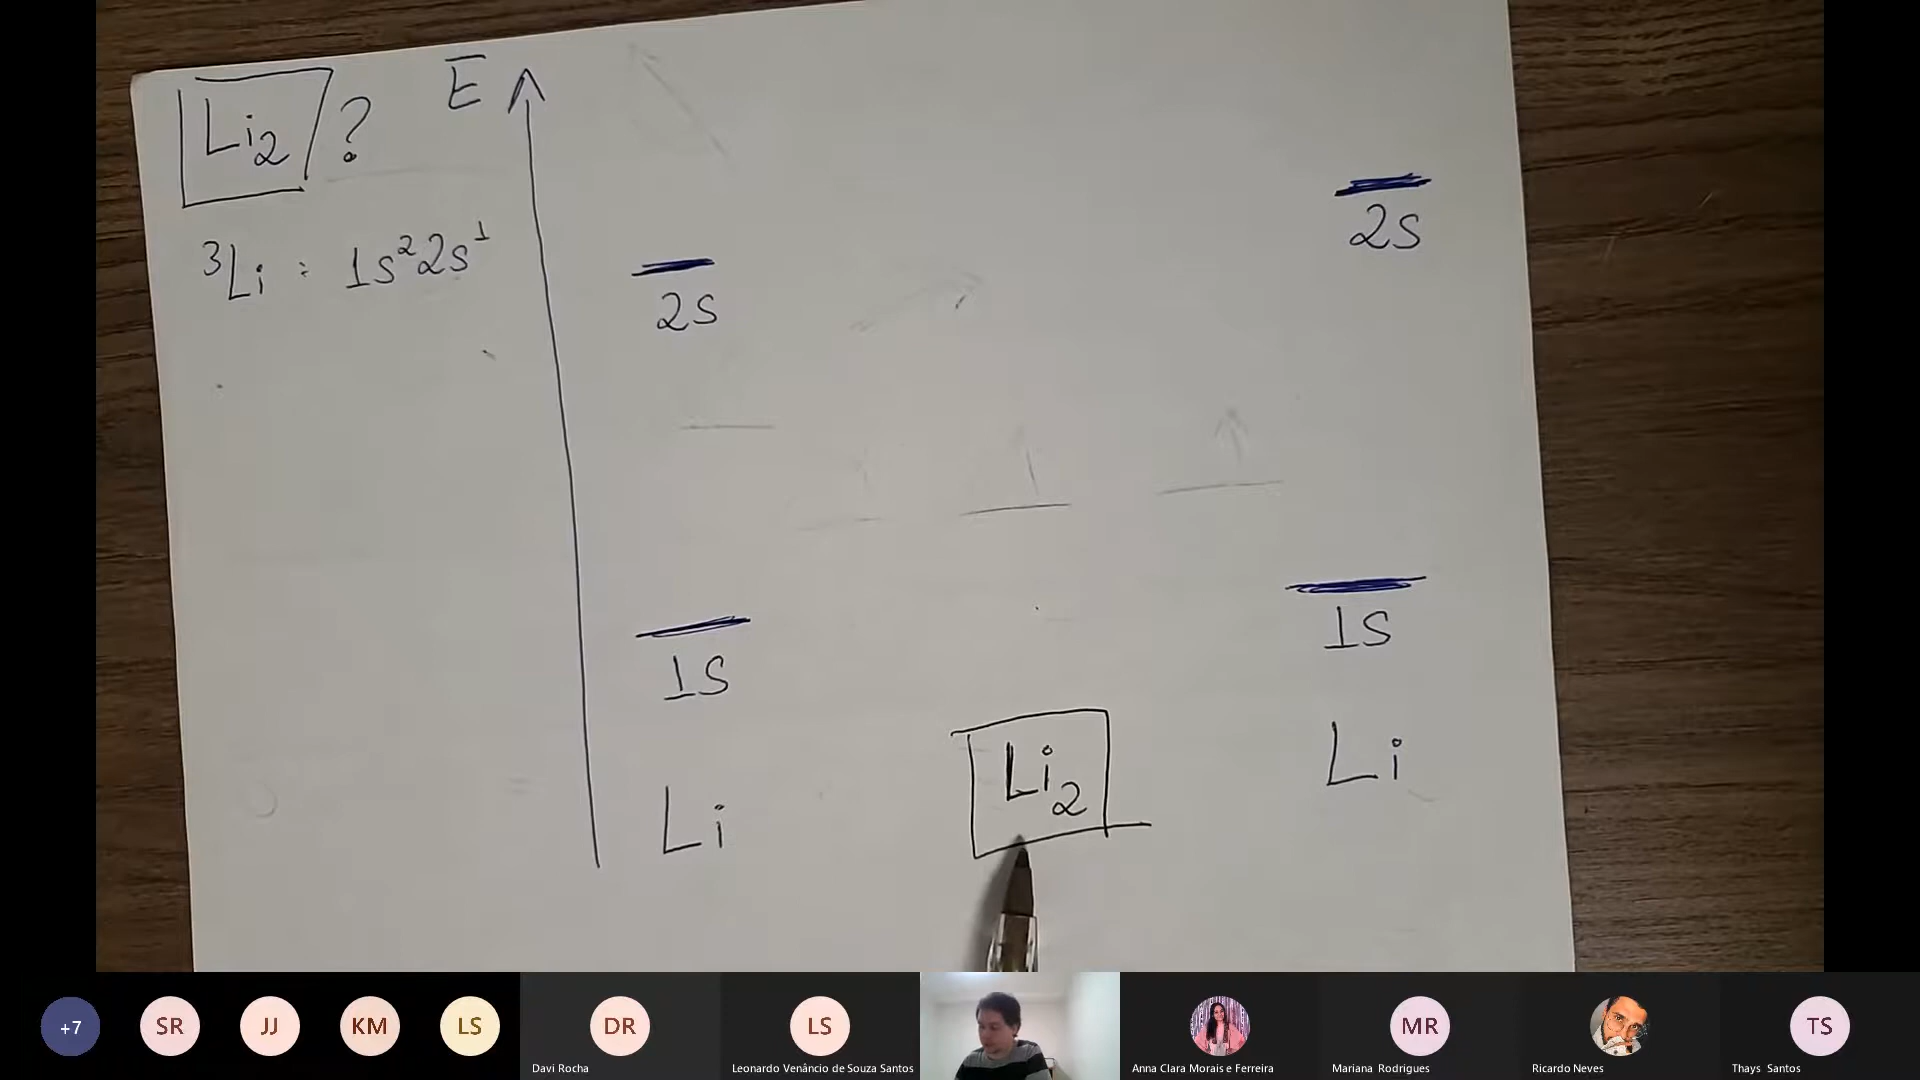 Li₂ ?
E
³Li : 1s² 2s¹
2s
2s
1s
1s
Li
Li₂
Li
+7
SR
JJ
KM
LS
DR
LS
MR
TS
Davi Rocha
Leonardo Venâncio de Souza Santos
Anna Clara Morais e Ferreira
Mariana Rodrigues
Ricardo Neves
Thays Santos